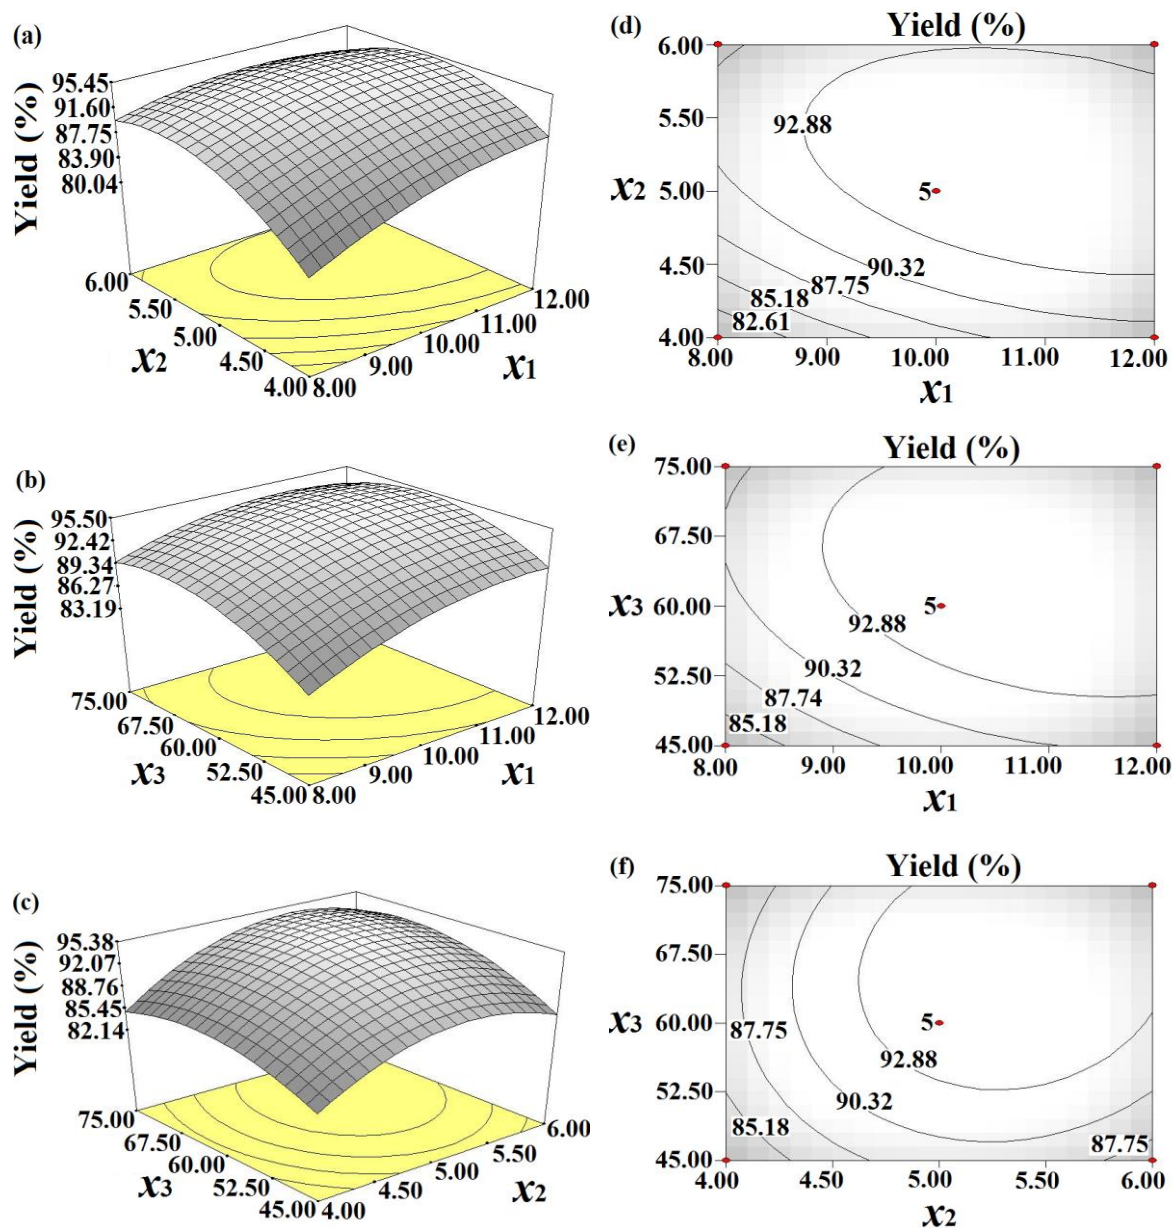 (a)
95.45
91.60
87.75
83.90
80.04
Yield (%)
6.00
5.50
5.00
4.50
4.00
x2
8.00
9.00
10.00
11.00
12.00
x1
(d)
Yield (%)
6.00
5.50
x2 5.00
4.50
4.00
92.88
5
90.32
87.75
85.18
82.61
8.00 9.00 10.00 11.00 12.00
x1
(b)
95.50
92.42
89.34
86.27
83.19
Yield (%)
75.00
67.50
60.00
52.50
45.00
x3
8.00
9.00
10.00
11.00
12.00
x1
(e)
Yield (%)
75.00
67.50
x3 60.00
52.50
45.00
5
92.88
90.32
87.74
85.18
8.00 9.00 10.00 11.00 12.00
x1
(c)
95.38
92.07
88.76
85.45
82.14
Yield (%)
75.00
67.50
60.00
52.50
45.00
x3
4.00
4.50
5.00
5.50
6.00
x2
(f)
Yield (%)
75.00
67.50
x3 60.00
52.50
45.00
5
87.75
92.88
90.32
85.18
87.75
4.00 4.50 5.00 5.50 6.00
x2